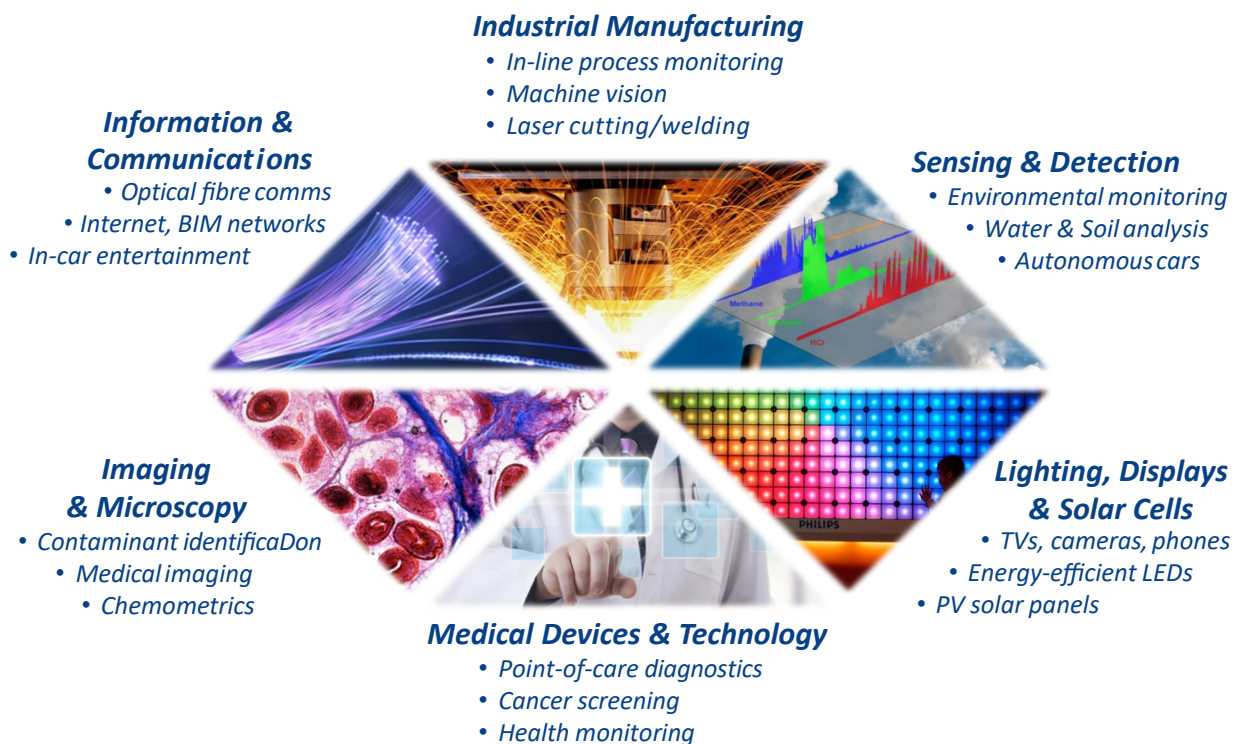 Industrial Manufacturing
• In-line process monitoring
• Machine vision
• Laser cutting/welding
Information &
Communications
• Optical fibre comms
• Internet, BIM networks
• In-car entertainment
Sensing & Detection
• Environmental monitoring
• Water & Soil analysis
• Autonomous cars
Methane
HCl
Imaging
& Microscopy
• Contaminant identificaDon
• Medical imaging
• Chemometrics
PHILIPS
Lighting, Displays
& Solar Cells
• TVs, cameras, phones
• Energy-efficient LEDs
• PV solar panels
Medical Devices & Technology
• Point-of-care diagnostics
• Cancer screening
• Health monitoring